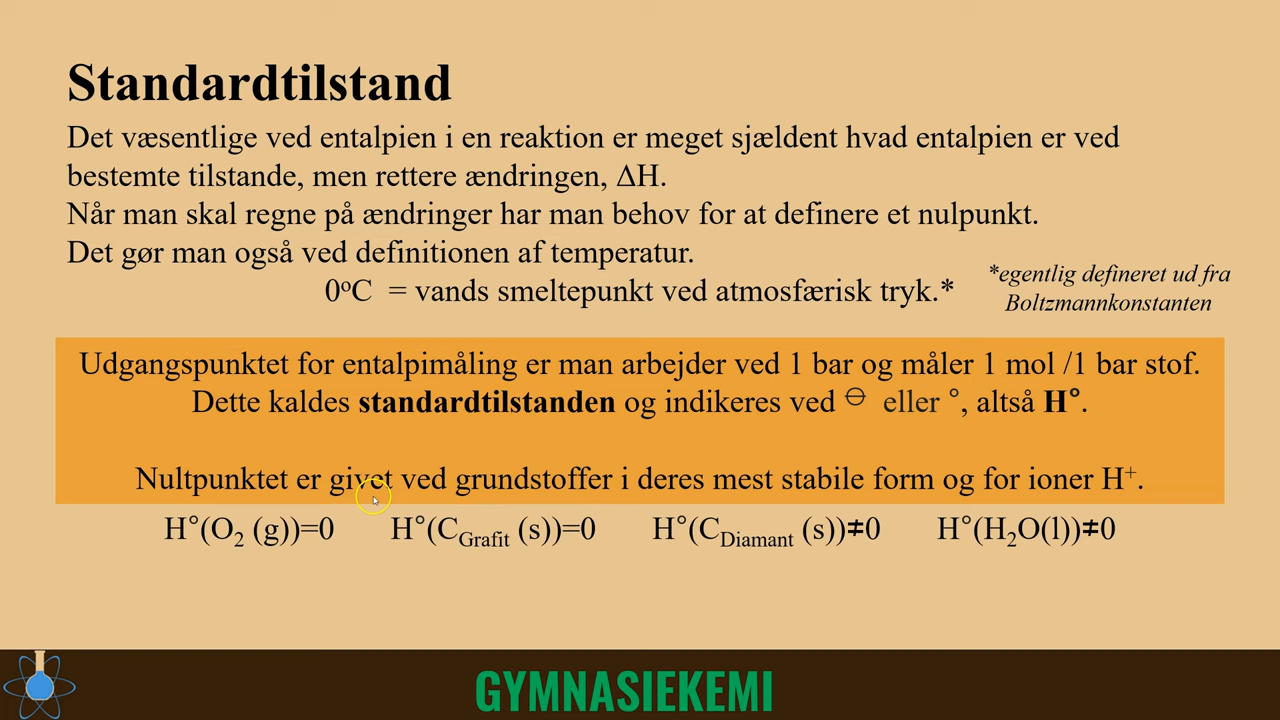 Standardtilstand
Det væsentlige ved entalpien i en reaktion er meget sjældent hvad entalpien er ved
bestemte tilstande, men rettere ændringen, ΔH.
Når man skal regne på ændringer har man behov for at definere et nulpunkt.
Det gør man også ved definitionen af temperatur.
0°C = vands smeltepunkt ved atmosfærisk tryk.*
*egentlig defineret ud fra
Boltzmannkonstanten
Udgangspunktet for entalpimåling er man arbejder ved 1 bar og måler 1 mol /1 bar stof.
Dette kaldes standardtilstanden og indikeres ved ⊖ eller °, altså H°.
Nultpunktet er givet ved grundstoffer i deres mest stabile form og for ioner H⁺.
H°(O₂ (g))=0 H°(C_Grafit (s))=0 H°(C_Diamant (s))≠0 H°(H₂O(l))≠0
GYMNASIEKEMI